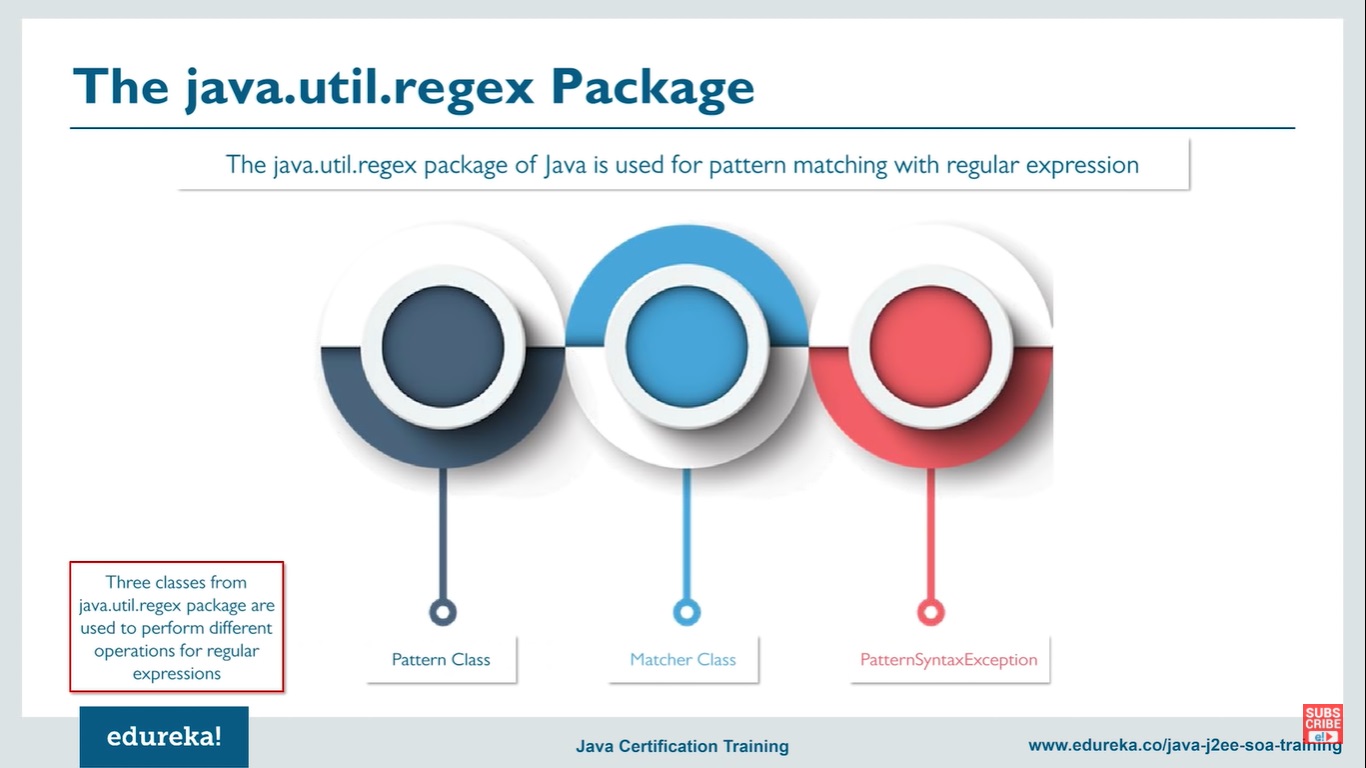 The java.util.regex Package
The java.util.regex package of Java is used for pattern matching with regular expression
Three classes from
java.util.regex package are
used to perform different
operations for regular
expressions
Pattern Class
Matcher Class
PatternSyntaxException
edureka!
Java Certification Training
www.edureka.co/java-j2ee-soa-training
SUBS
CRIBE
e!